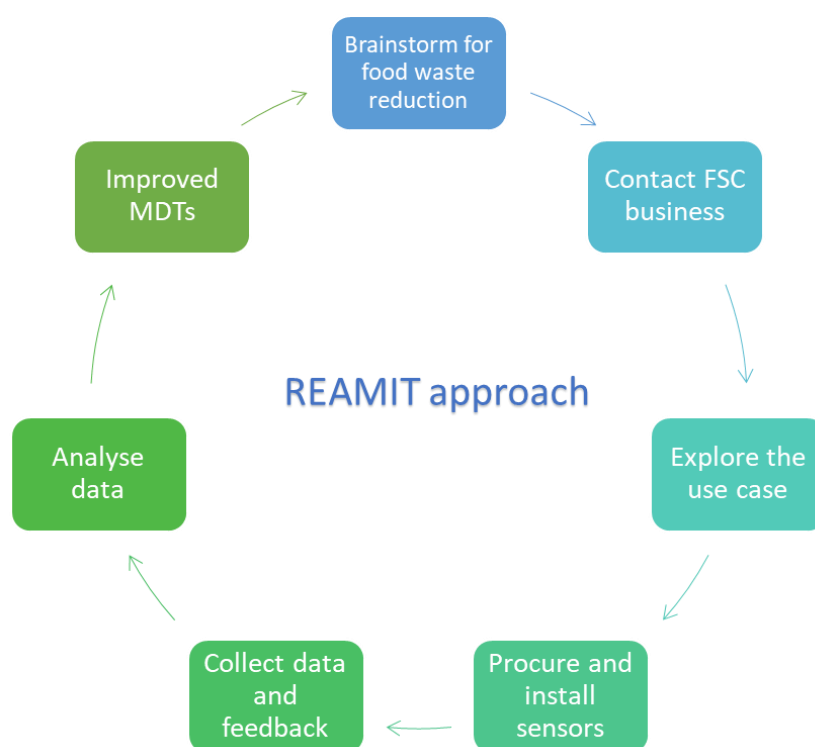 Brainstorm for
food waste
reduction
Contact FSC
business
Explore the
use case
Procure and
install
sensors
Collect data
and
feedback
Analyse
data
Improved
MDTs
REAMIT approach